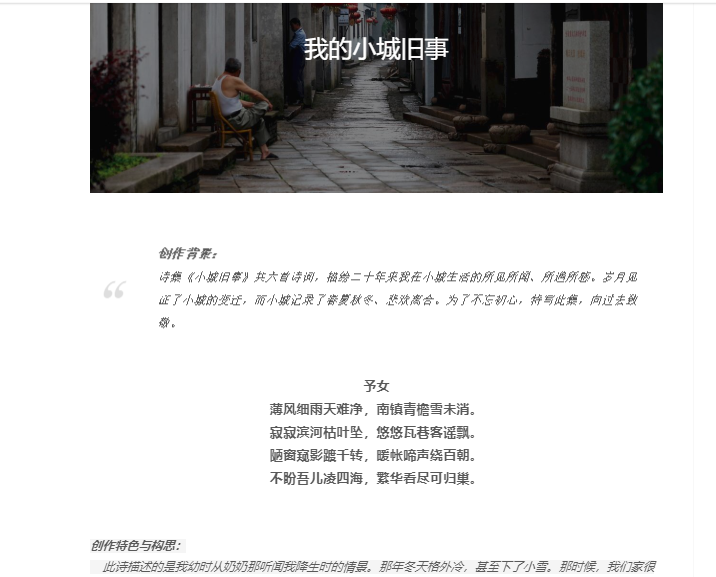 我的小城旧事
创作背景：
诗集《小城旧事》共六首诗词，描绘二十年来我在小城生活的所见所闻、所遇所感。岁月见
证了小城的变迁，而小城记录了春夏秋冬、悲欢离合。为了不忘初心，特写此集，向过去致
敬。
予女
薄风细雨天难净，南镇青檐雪未消。
寂寂滨河枯叶坠，悠悠瓦巷客谣飘。
陋窗窥影蹠千转，暖帐啼声绕百朝。
不盼吾儿凌四海，繁华看尽可归巢。
创作特色与构思：
此诗描述的是我幼时从奶奶那听闻我降生时的情景。那年冬天格外冷，甚至下了小雪。那时候，我们家很